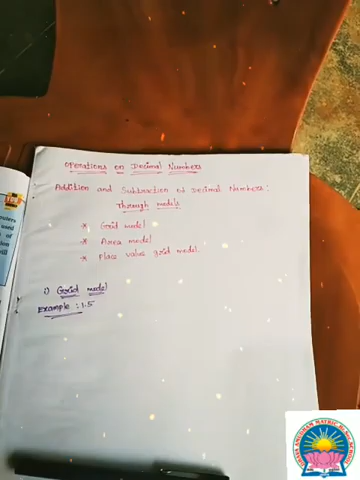 Operations on Decimal Numbers
Addition and Subtraction of Decimal Numbers:
Through models
* Grid model
* Area model
* Place value grid model.
1) Grid model
Example : 1.5